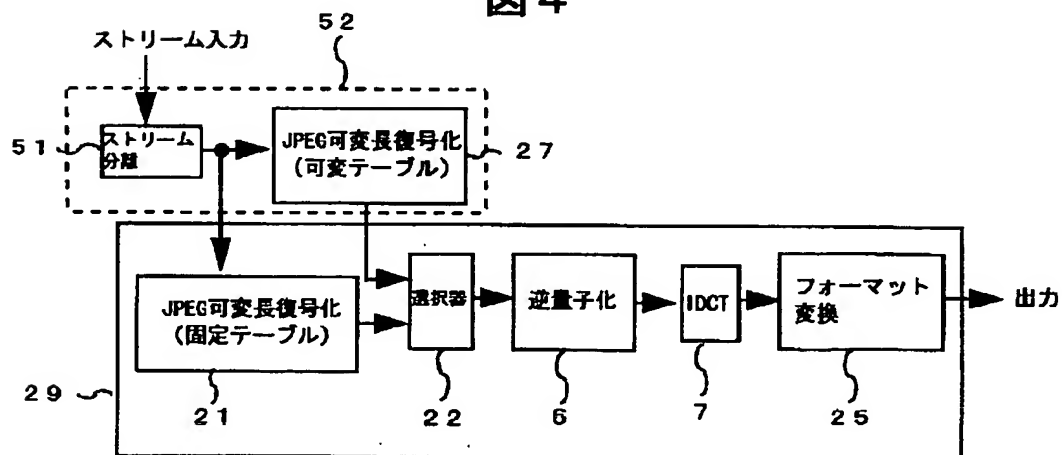 図4
52
ストリーム入力
51
ストリーム
分離
JPEG可変長復号化
(可変テーブル)
27
JPEG可変長復号化
(固定テーブル)
選択器
逆量子化
IDCT
フォーマット
変換
出力
29
21
22
6
7
25